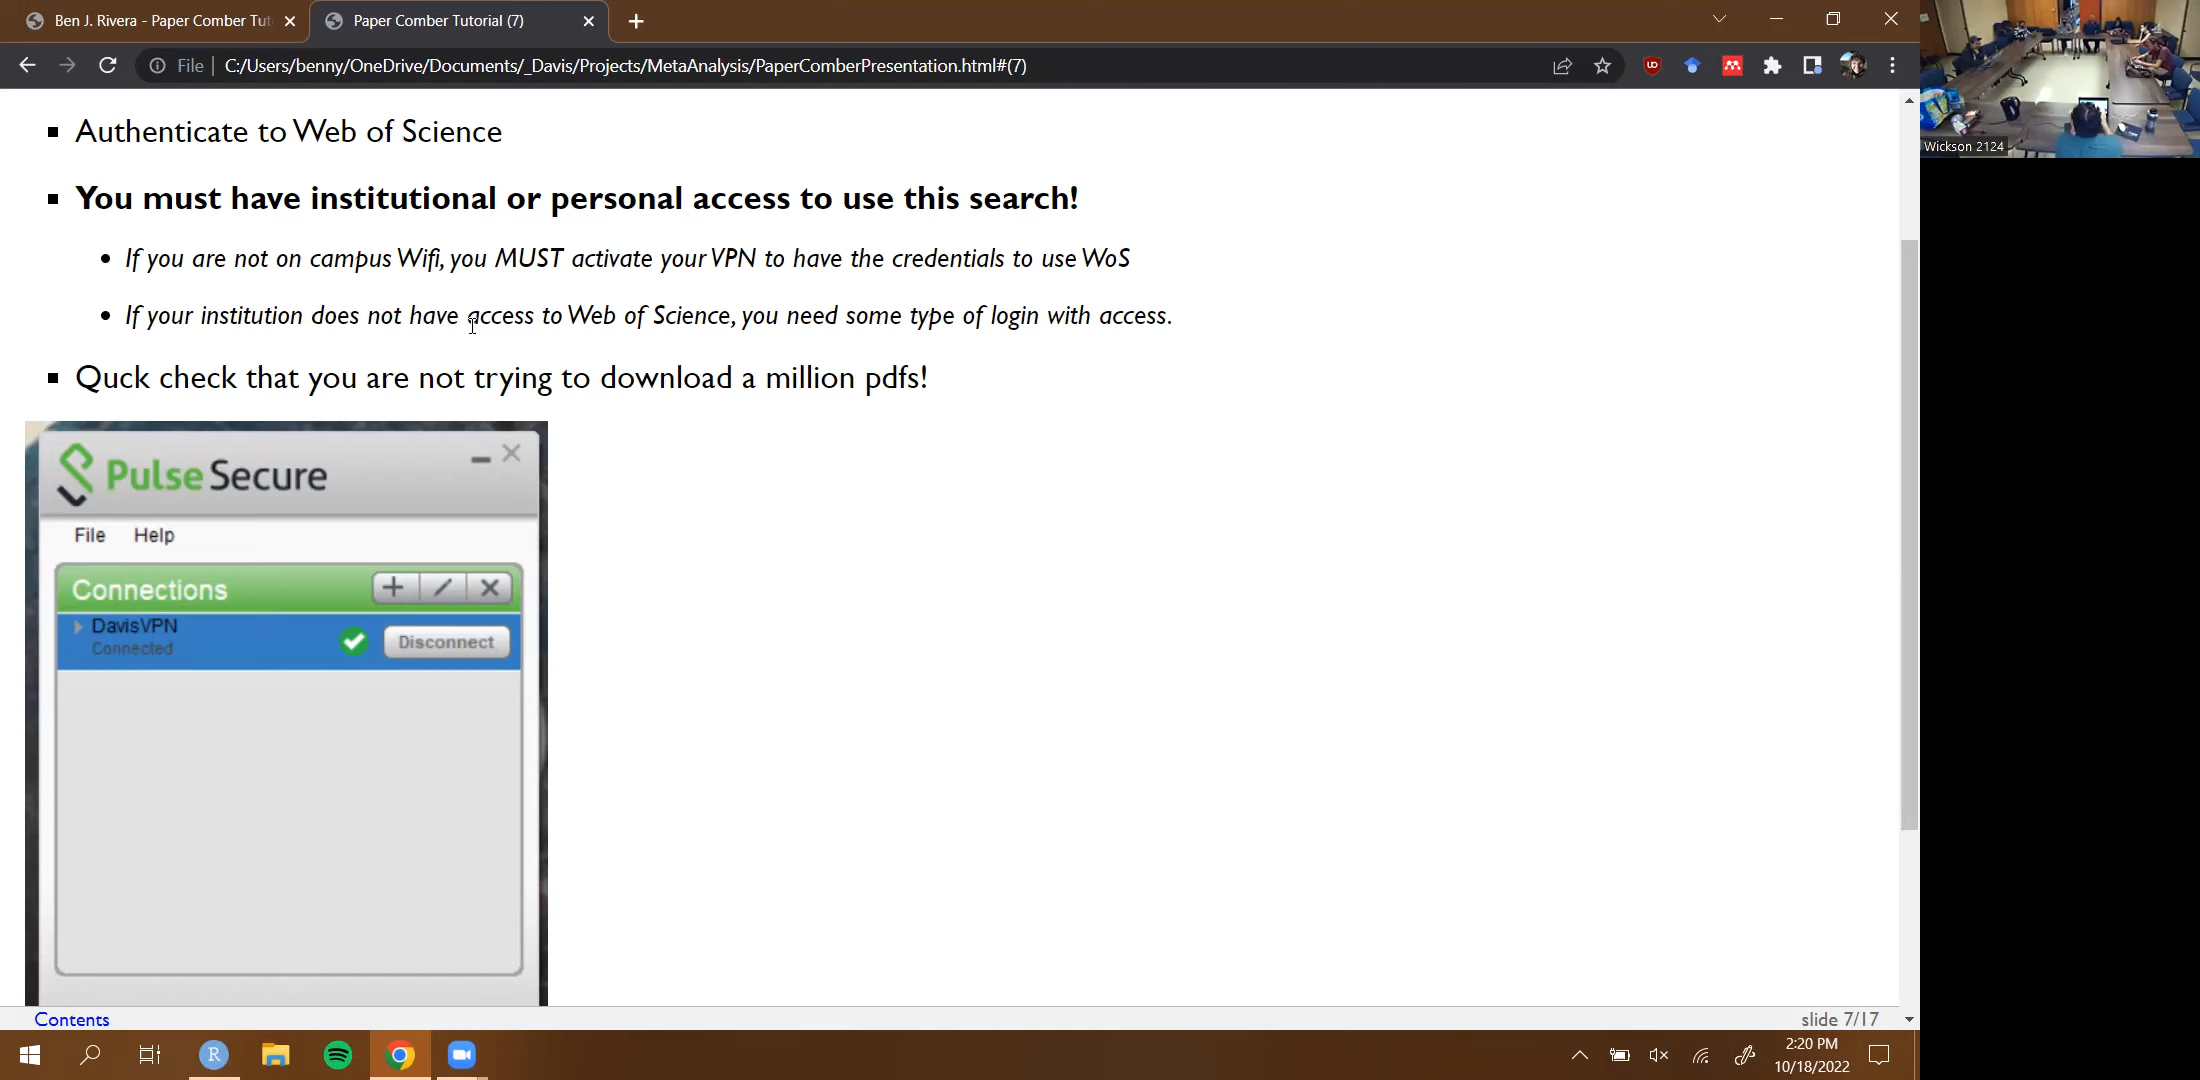 Ben J. Rivera - Paper Comber Tut
Paper Comber Tutorial (7)
File
C:/Users/benny/OneDrive/Documents/_Davis/Projects/MetaAnalysis/PaperComberPresentation.html#(7)
Wickson 2124
Authenticate to Web of Science
You must have institutional or personal access to use this search!
If you are not on campus Wifi, you MUST activate your VPN to have the credentials to use WoS
If your institution does not have access to Web of Science, you need some type of login with access.
Quck check that you are not trying to download a million pdfs!
Pulse Secure
File Help
Connections
DavisVPN
Connected
Disconnect
Contents
slide 7/17
2:20 PM
10/18/2022